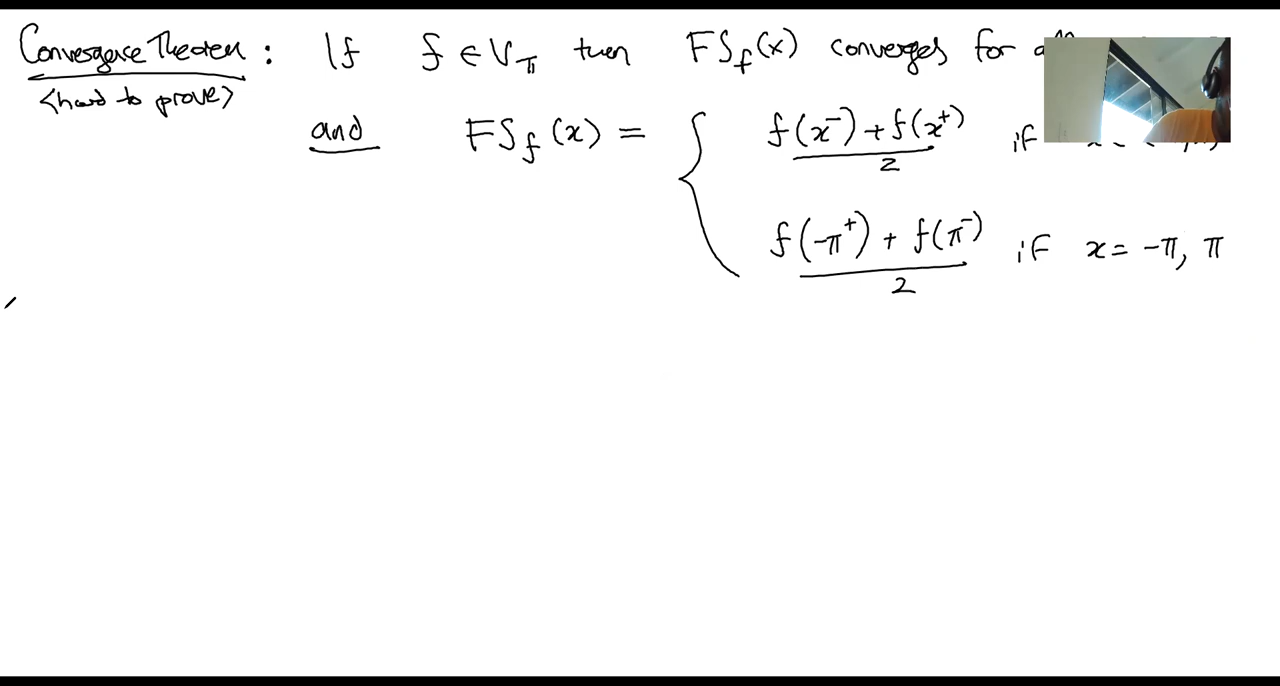 Convergence Theorem : If f ∈ V_π then FS_f(x) converges for
<hard to prove>
and FS_f(x) = { (f(x⁻) + f(x⁺))/2 if
(f(-π⁺) + f(π⁻))/2 if x = -π, π